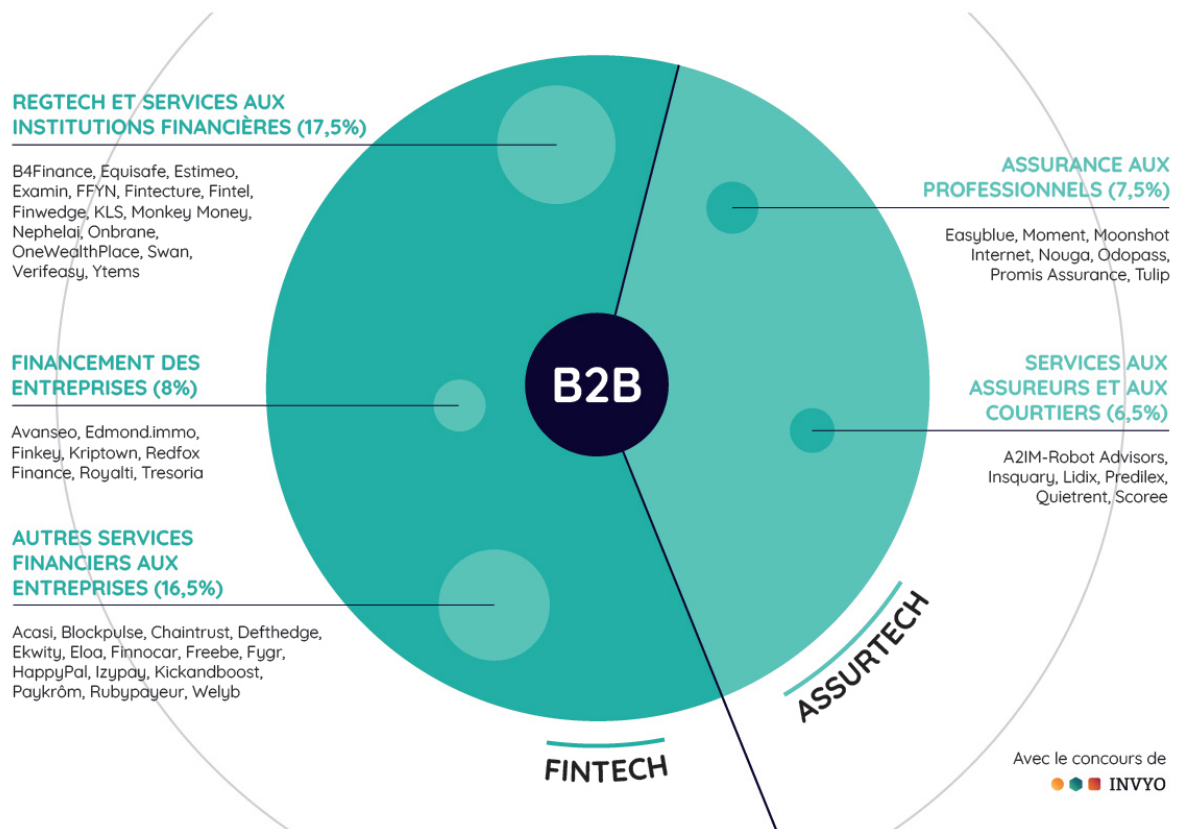 REGTECH ET SERVICES AUX
INSTITUTIONS FINANCIÈRES (17,5%)
B4Finance, Equisafe, Estimeo,
Examin, FFYN, Fintecture, Fintel,
Finwedge, KLS, Monkey Money,
Nephelai, Onbrane,
OneWealthPlace, Swan,
Verifeasy, Ytems
FINANCEMENT DES
ENTREPRISES (8%)
Avanseo, Edmond.immo,
Finkey, Kriptown, Redfox
Finance, Royalti, Tresoria
AUTRES SERVICES
FINANCIERS AUX
ENTREPRISES (16,5%)
Acasi, Blockpulse, Chaintrust, Defthedge,
Ekwity, Eloa, Finnocar, Freebe, Fygr,
HappyPal, Izypay, Kickandboost,
Paykrôm, Rubypayeur, Welyb
B2B
ASSURANCE AUX
PROFESSIONNELS (7,5%)
Easyblue, Moment, Moonshot
Internet, Nouga, Odopass,
Promis Assurance, Tulip
SERVICES AUX
ASSUREURS ET AUX
COURTIERS (6,5%)
A2IM-Robot Advisors,
Insquary, Lidix, Predilex,
Quietrent, Scoree
ASSURTECH
FINTECH
Avec le concours de
INVYO